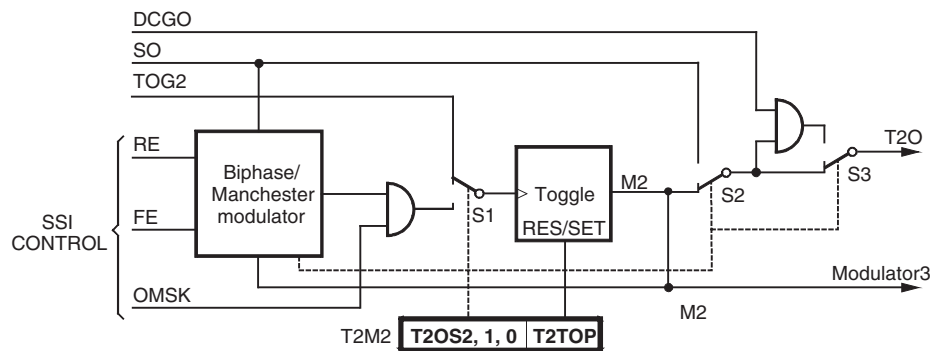 DCGO
SO
TOG2
RE
T2O
Biphase/
Manchester
modulator
Toggle
M2
S1
S2
S3
SSI
CONTROL
FE
RES/SET
OMSK
Modulator3
M2
T2M2
T2OS2, 1, 0
T2TOP